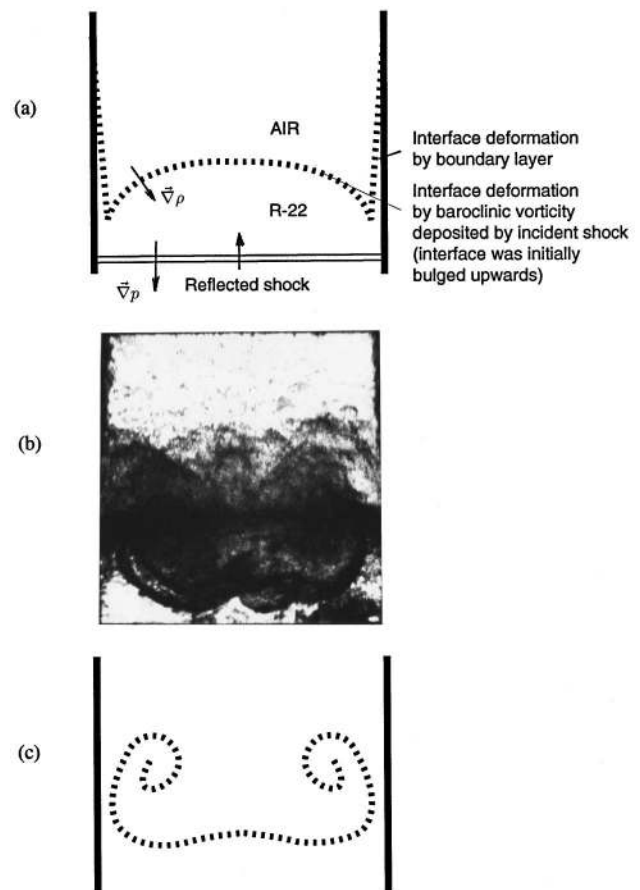 (a)
AIR
∇⃗ρ
R-22
Interface deformation
by boundary layer
Interface deformation
by baroclinic vorticity
deposited by incident shock
(interface was initially
bulged upwards)
∇⃗p
Reflected shock
(b)
(c)